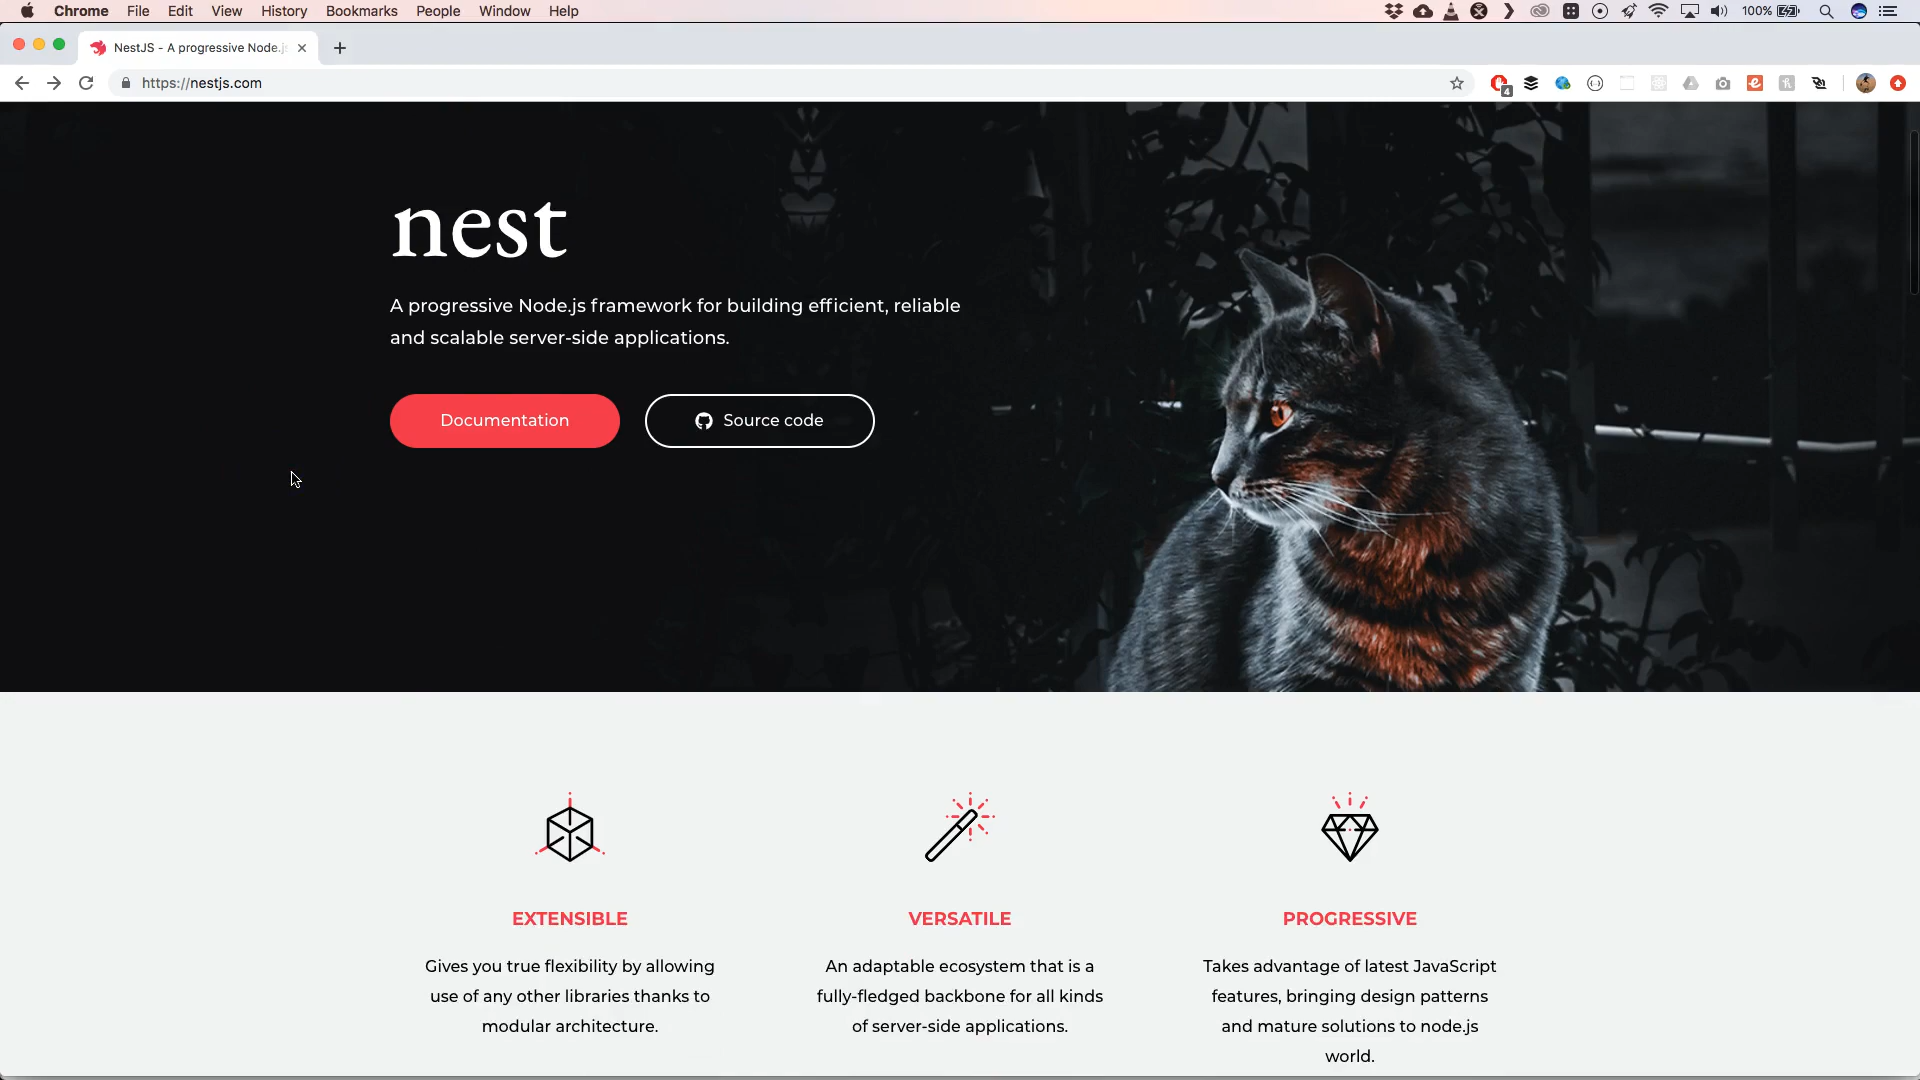 Chrome File Edit View History Bookmarks People Window Help
100%
NestJS - A progressive Node.js
https://nestjs.com
4
nest
A progressive Node.js framework for building efficient, reliable
and scalable server-side applications.
Documentation
Source code
EXTENSIBLE
Gives you true flexibility by allowing
use of any other libraries thanks to
modular architecture.
VERSATILE
An adaptable ecosystem that is a
fully-fledged backbone for all kinds
of server-side applications.
PROGRESSIVE
Takes advantage of latest JavaScript
features, bringing design patterns
and mature solutions to node.js
world.